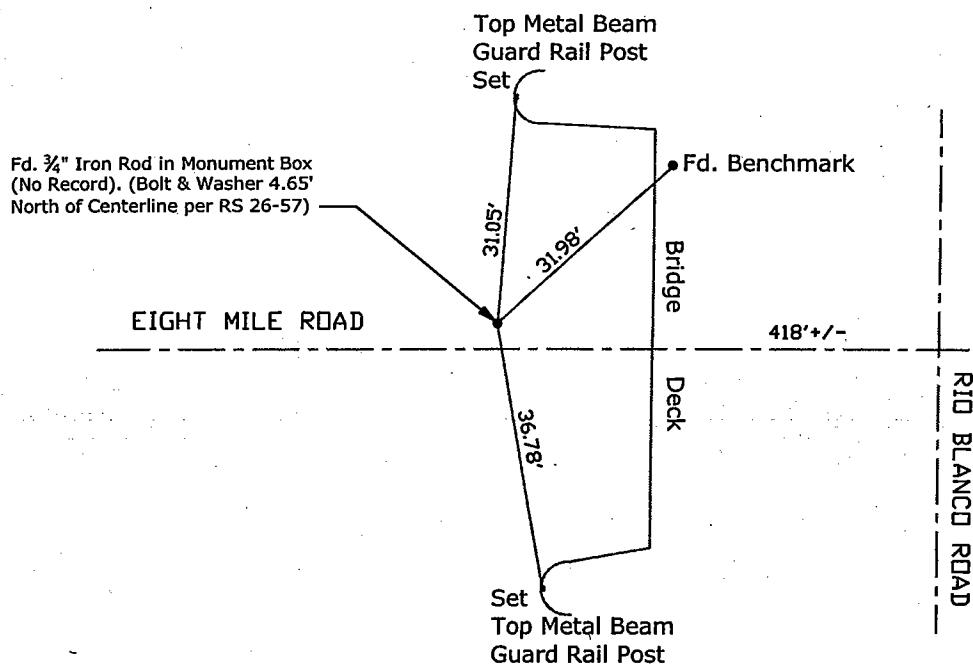 Top Metal Beam
Guard Rail Post
Set
Fd. ¾" Iron Rod in Monument Box
(No Record). (Bolt & Washer 4.65'
North of Centerline per RS 26-57)
Fd. Benchmark
31.05'
31.98'
Bridge
EIGHT MILE ROAD
418'+/-
Deck
36.78'
RIO BLANCO ROAD
Set
Top Metal Beam
Guard Rail Post